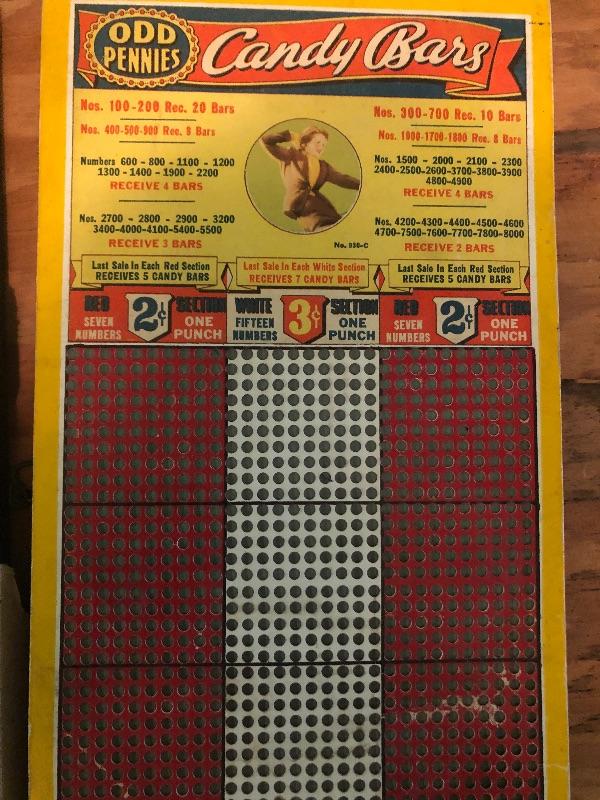 ODD
PENNIES
Candy Bars
Nos. 100-200 Rec. 20 Bars
Nos. 400-500-900 Rec. 8 Bars
Numbers 600 - 800 - 1100 - 1200
1300 - 1400 - 1900 - 2200
RECEIVE 4 BARS
Nos. 2700 - 2800 - 2900 - 3200
3400-4000-4100-5400-5500
RECEIVE 3 BARS
No. 930-C
Nos. 300-700 Rec. 10 Bars
Nos. 1000-1700-1800 Rec. 8 Bars
Nos. 1500 - 2000 - 2100 - 2300
2400-2500-2600-3700-3800-3900
4800-4900
RECEIVE 4 BARS
Nos. 4200-4300-4400-4500-4600
4700-7500-7600-7700-7800-8000
RECEIVE 2 BARS
Last Sale In Each Red Section
RECEIVES 5 CANDY BARS
Last Sale In Each White Section
RECEIVES 7 CANDY BARS
Last Sale In Each Red Section
RECEIVES 5 CANDY BARS
RED 2¢ SECTION
SEVEN NUMBERS
ONE PUNCH
WHITE 3¢ SECTION
FIFTEEN NUMBERS
ONE PUNCH
RED 2¢ SECTION
SEVEN NUMBERS
ONE PUNCH